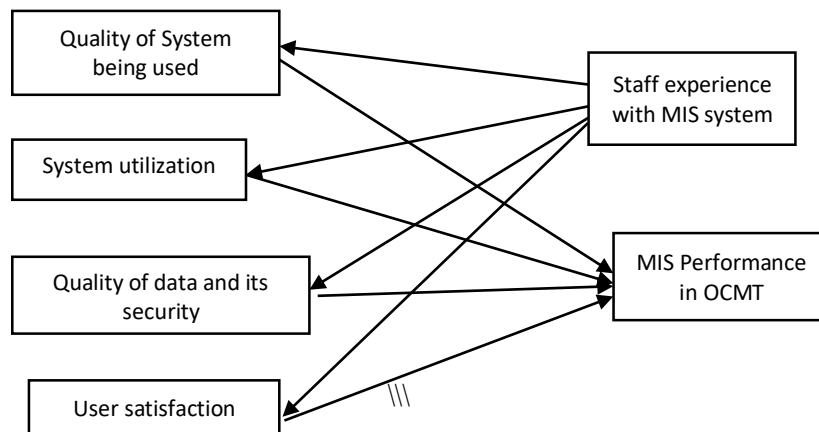 Quality of System
being used
Staff experience
with MIS system
System utilization
MIS Performance
in OCMT
Quality of data and its
security
User satisfaction